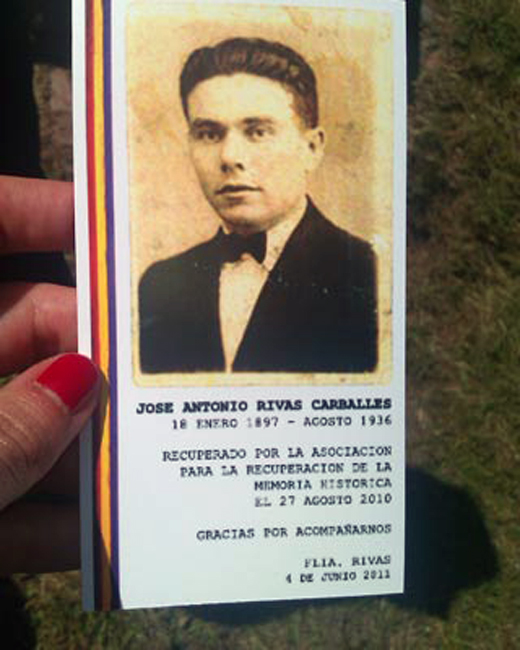 JOSE ANTONIO RIVAS CARBALLES
18 ENERO 1897 - AGOSTO 1936
RECUPERADO POR LA ASOCIACION
PARA LA RECUPERACION DE LA
MEMORIA HISTORICA
EL 27 AGOSTO 2010
GRACIAS POR ACOMPAÑARNOS
FLIA. RIVAS
4 DE JUNIO 2011